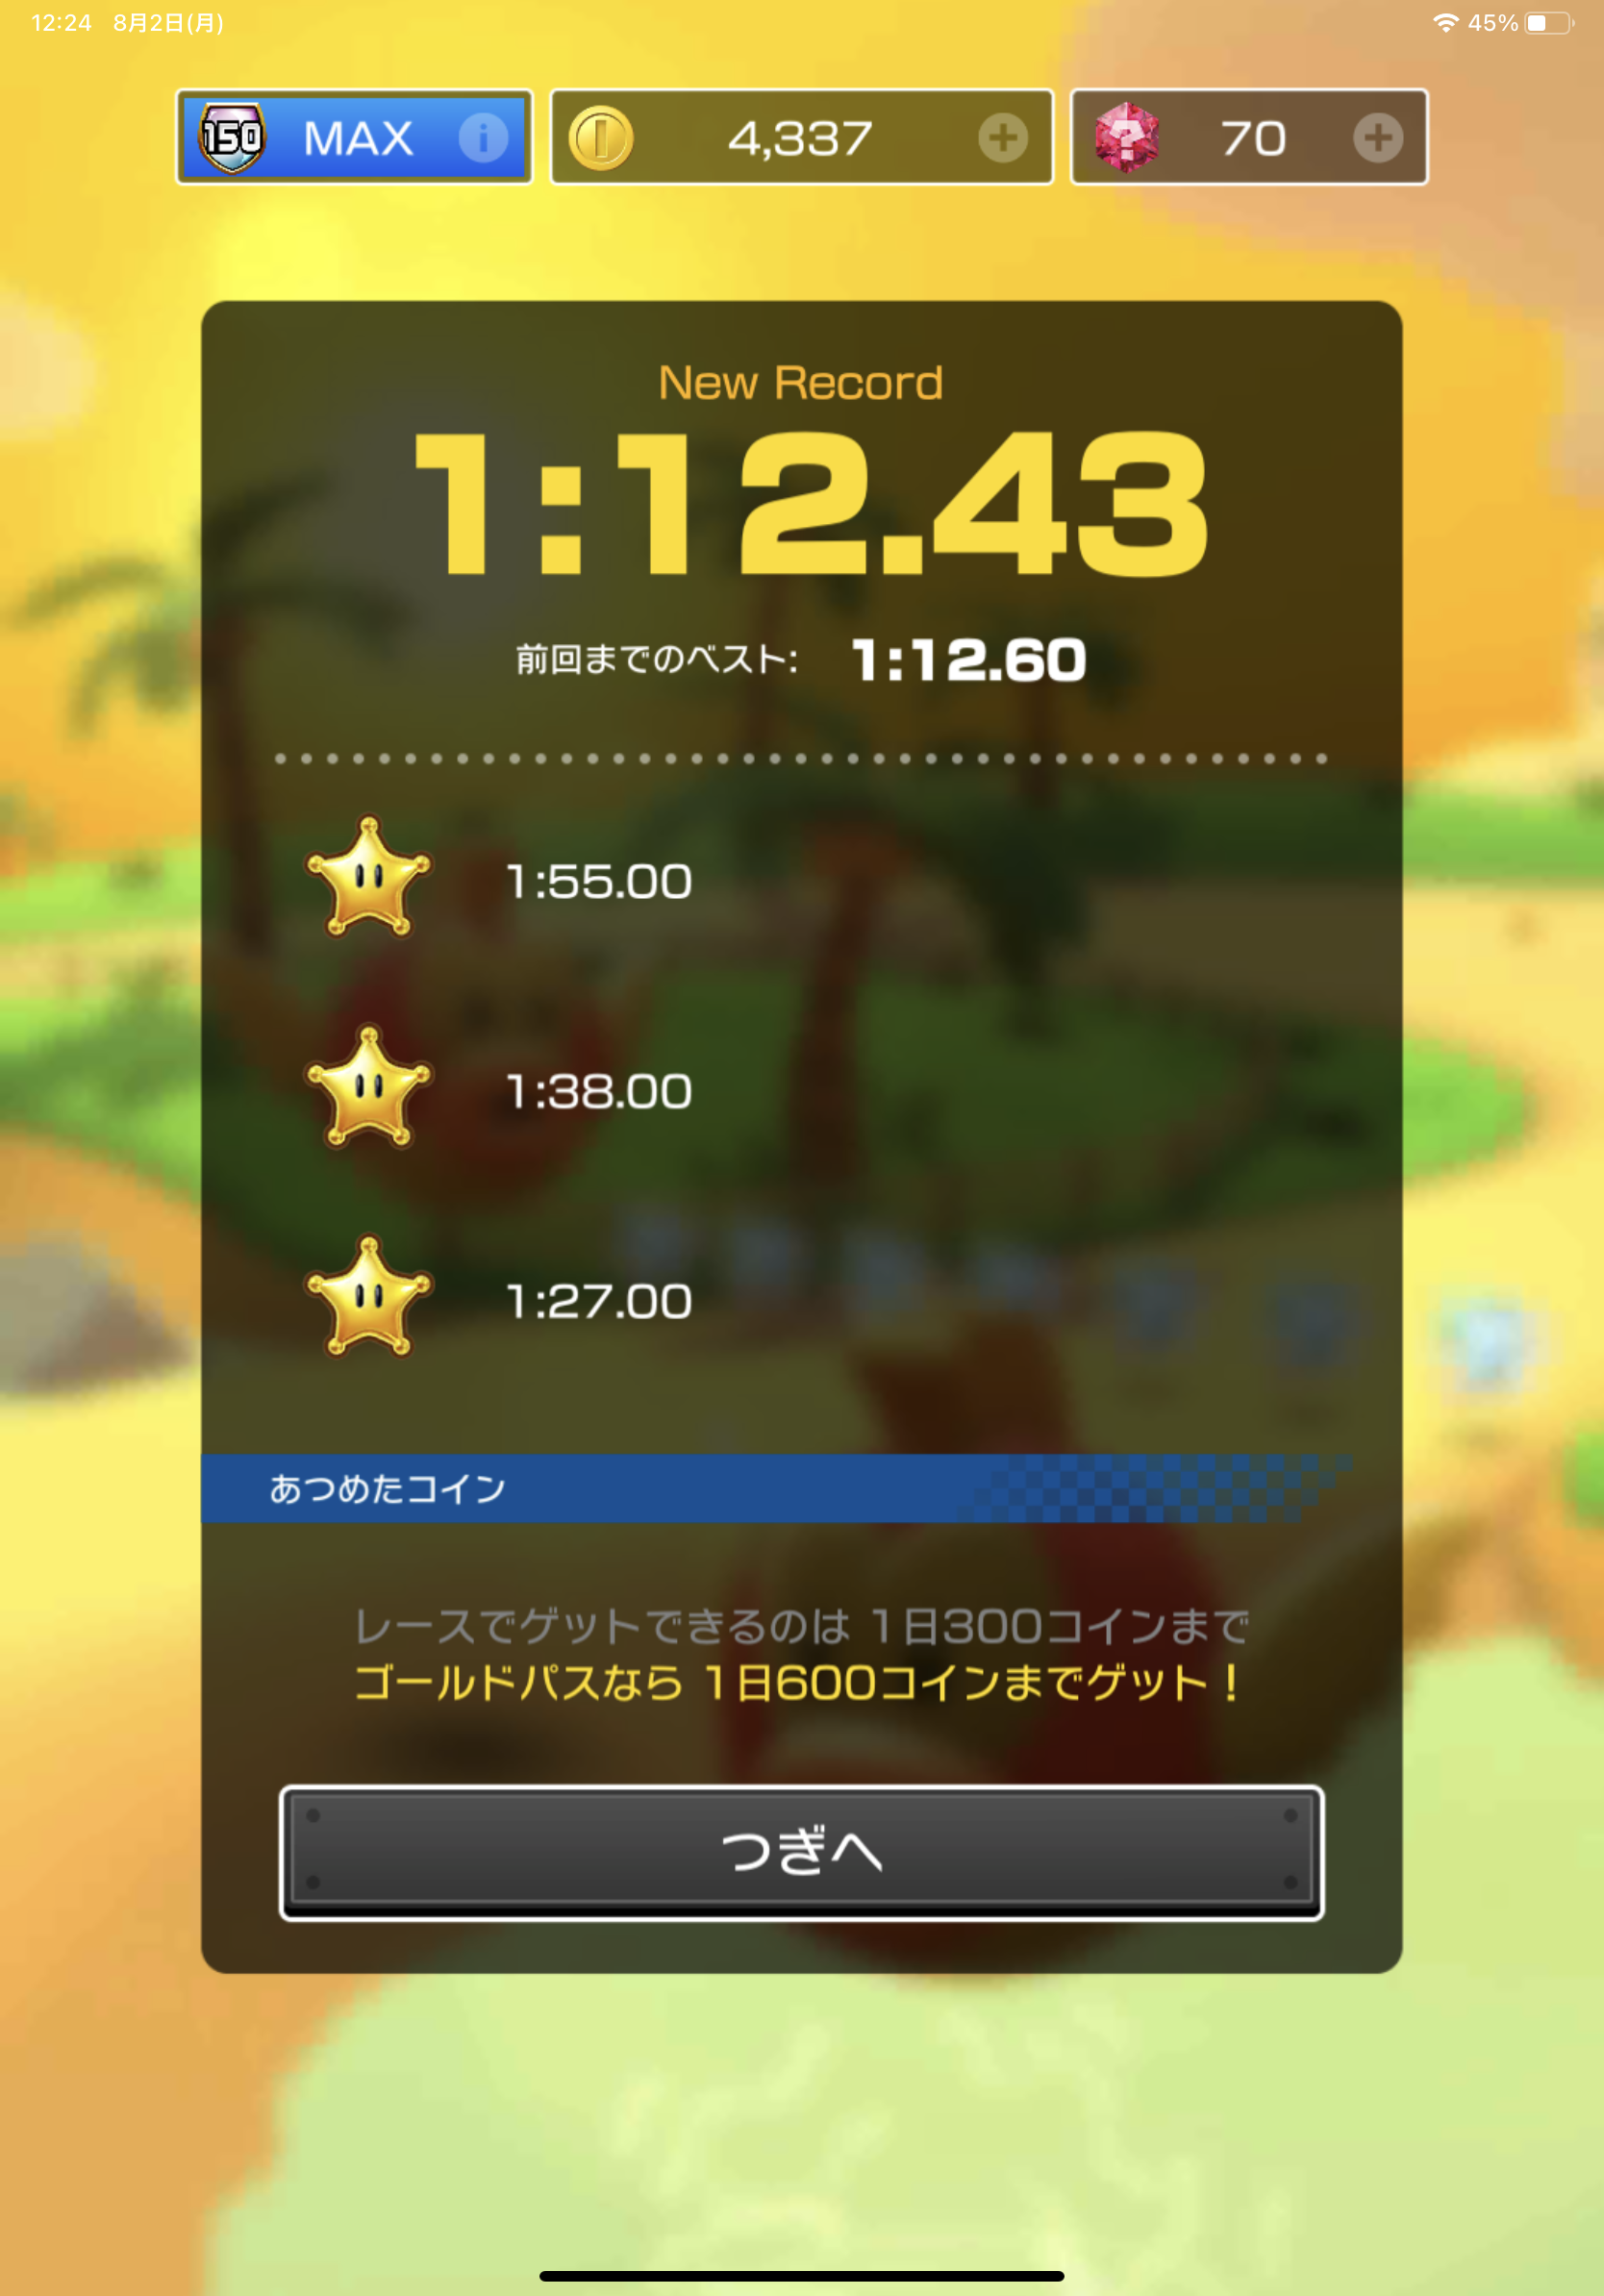 12:24 8月2日(月)
45%
150 MAX i
4,337 +
? 70 +
New Record
1:12.43
前回までのベスト: 1:12.60
1:55.00
1:38.00
1:27.00
あつめたコイン
レースでゲットできるのは 1日300コインまで
ゴールドパスなら 1日600コインまでゲット！
つぎへ